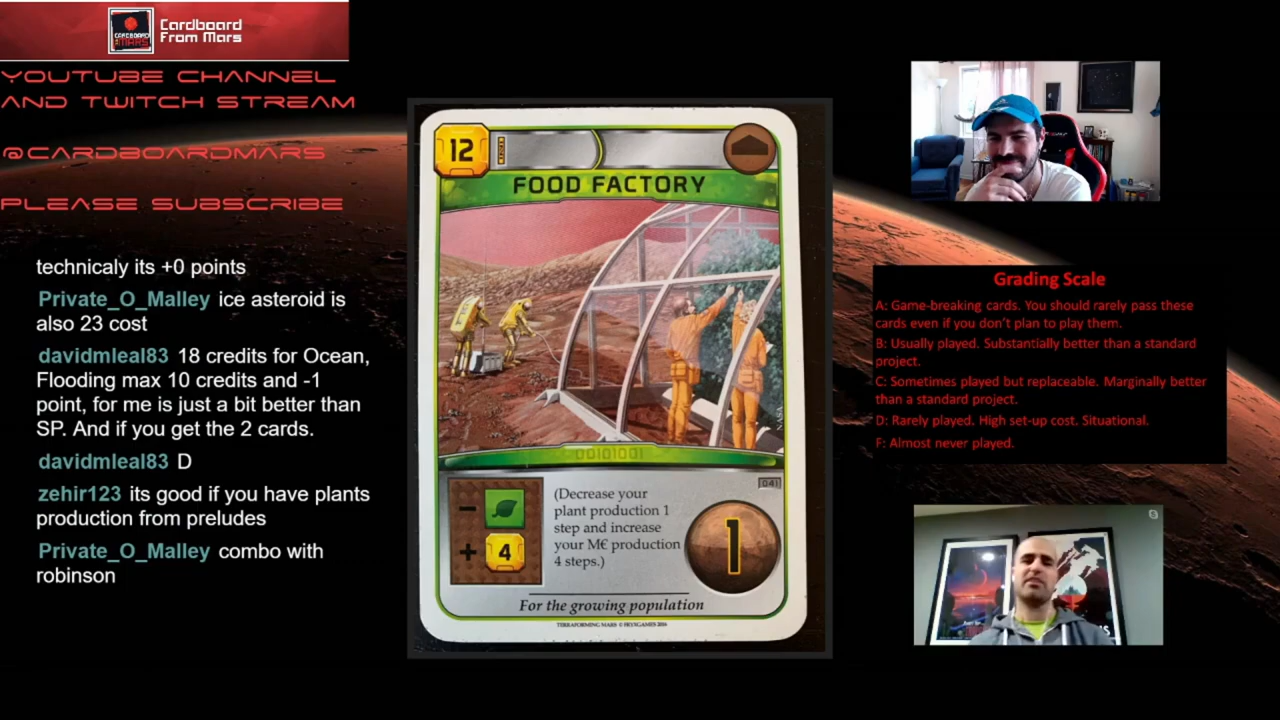 Cardboard
From Mars
YOUTUBE CHANNEL
AND TWITCH STREAM
@CARDBOARDMARS
PLEASE SUBSCRIBE
technicaly its +0 points
Private_O_Malley ice asteroid is
also 23 cost
davidmleal83 18 credits for Ocean,
Flooding max 10 credits and -1
point, for me is just a bit better than
SP. And if you get the 2 cards.
davidmleal83 D
zehir123 its good if you have plants
production from preludes
Private_O_Malley combo with
robinson
12
FOOD FACTORY
NASA
00101001
041
4
(Decrease your
plant production 1
step and increase
your M€ production
4 steps.)
1
For the growing population
TERRAFORMING MARS © FRYXGAMES 2016
Grading Scale
A: Game-breaking cards. You should rarely pass these
cards even if you don't plan to play them.
B: Usually played. Substantially better than a standard
project.
C: Sometimes played but replaceable. Marginally better
than a standard project.
D: Rarely played. High set-up cost. Situational.
F: Almost never played.